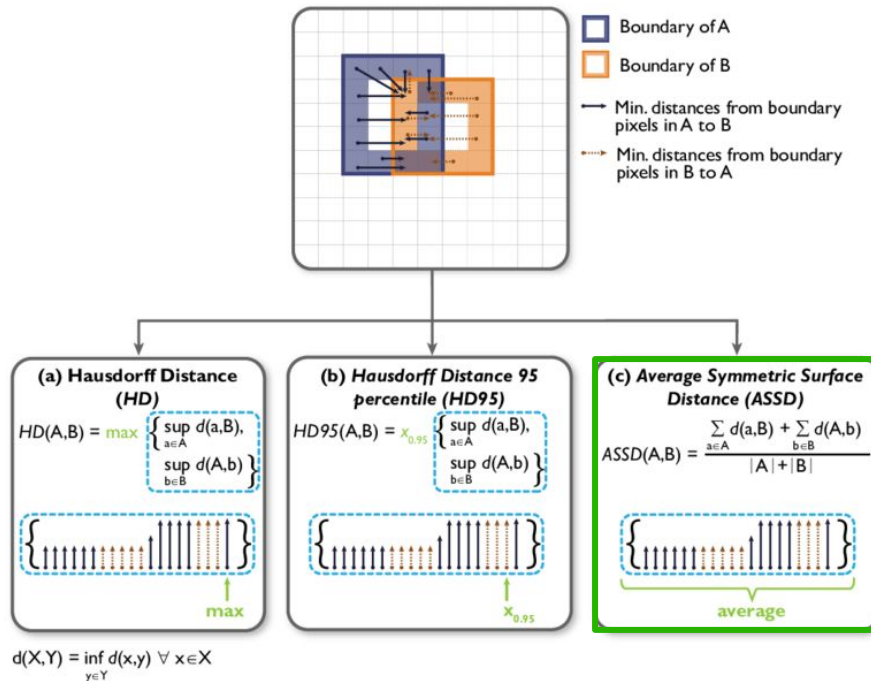 Boundary of A
Boundary of B
Min. distances from boundary
pixels in A to B
Min. distances from boundary
pixels in B to A
(a) Hausdorff Distance
(HD)
HD(A,B) = max { sup d(a,B),
a∈A
sup d(A,b) }
b∈B
{ }
max
(b) Hausdorff Distance 95
percentile (HD95)
HD95(A,B) = x0.95 { sup d(a,B),
a∈A
sup d(A,b) }
b∈B
{ }
x0.95
(c) Average Symmetric Surface
Distance (ASSD)
∑ d(a,B) + ∑ d(A,b)
a∈A b∈B
ASSD(A,B) =
|A|+|B|
{ }
average
d(X,Y) = inf d(x,y) ∀ x∈X
y∈Y